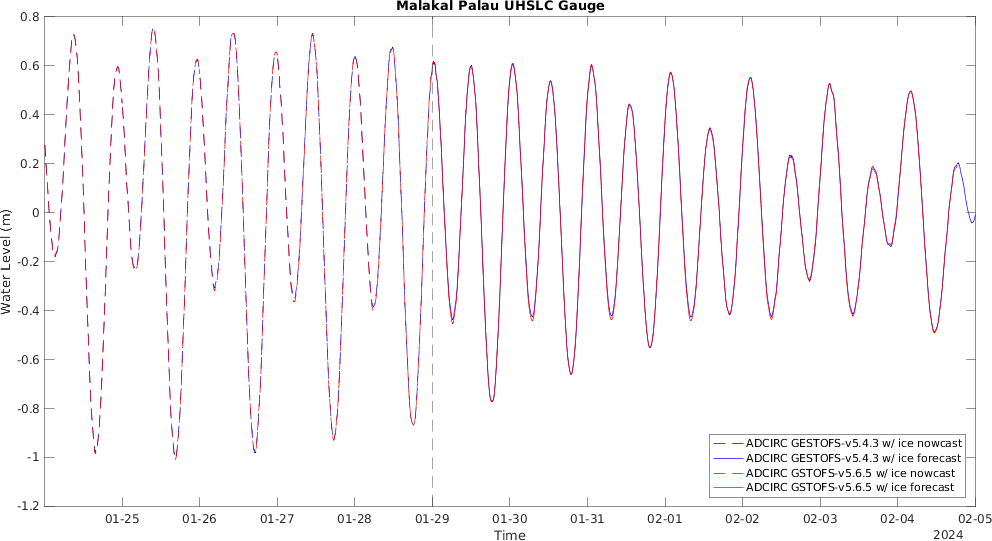 Malakal Palau UHSLC Gauge
0.8
0.6
0.4
0.2
0
-0.2
-0.4
-0.6
-0.8
-1
-1.2
Water Level (m)
ADCIRC GESTOFS-v5.4.3 w/ ice nowcast
ADCIRC GESTOFS-v5.4.3 w/ ice forecast
ADCIRC GSTOFS-v5.6.5 w/ ice nowcast
ADCIRC GSTOFS-v5.6.5 w/ ice forecast
01-25 01-26 01-27 01-28 01-29 01-30 01-31 02-01 02-02 02-03 02-04 02-05
Time
2024